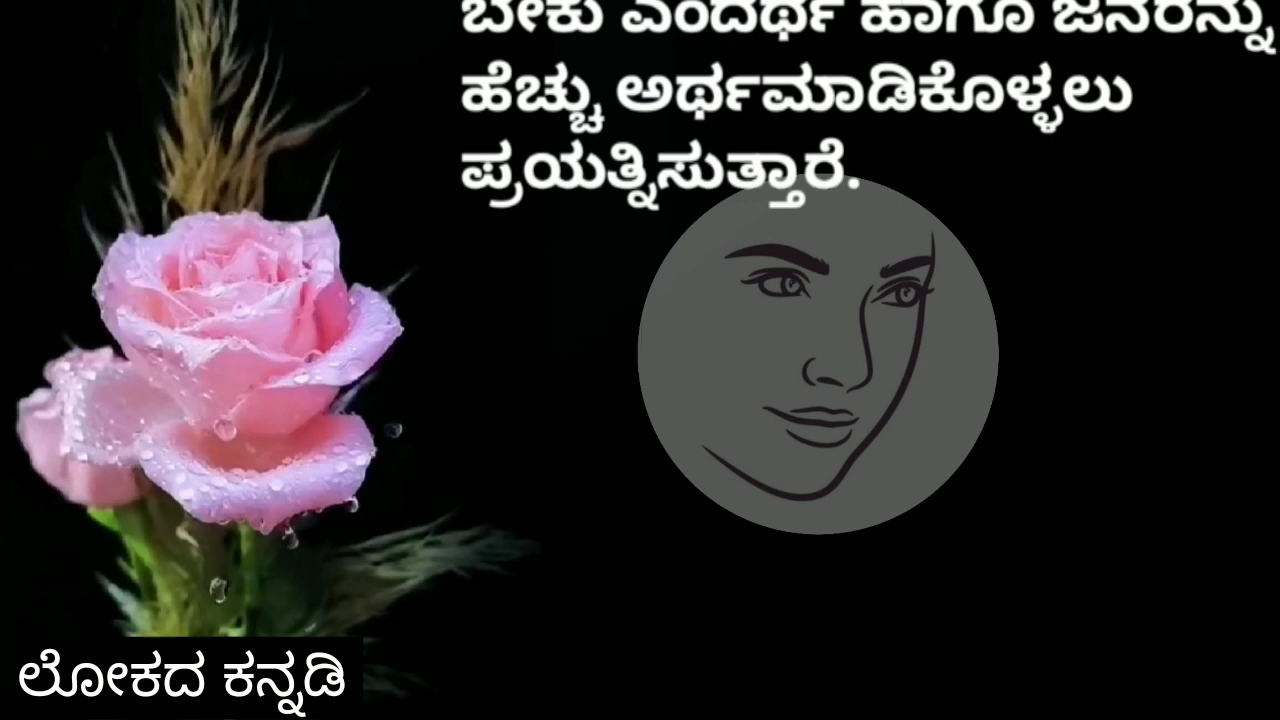 ಬೇಕು ಎಂದರ್ಥ ಹಾಗೂ ಜನರನ್ನು
ಹೆಚ್ಚು ಅರ್ಥಮಾಡಿಕೊಳ್ಳಲು
ಪ್ರಯತ್ನಿಸುತ್ತಾರೆ.
ಲೋಕದ ಕನ್ನಡಿ